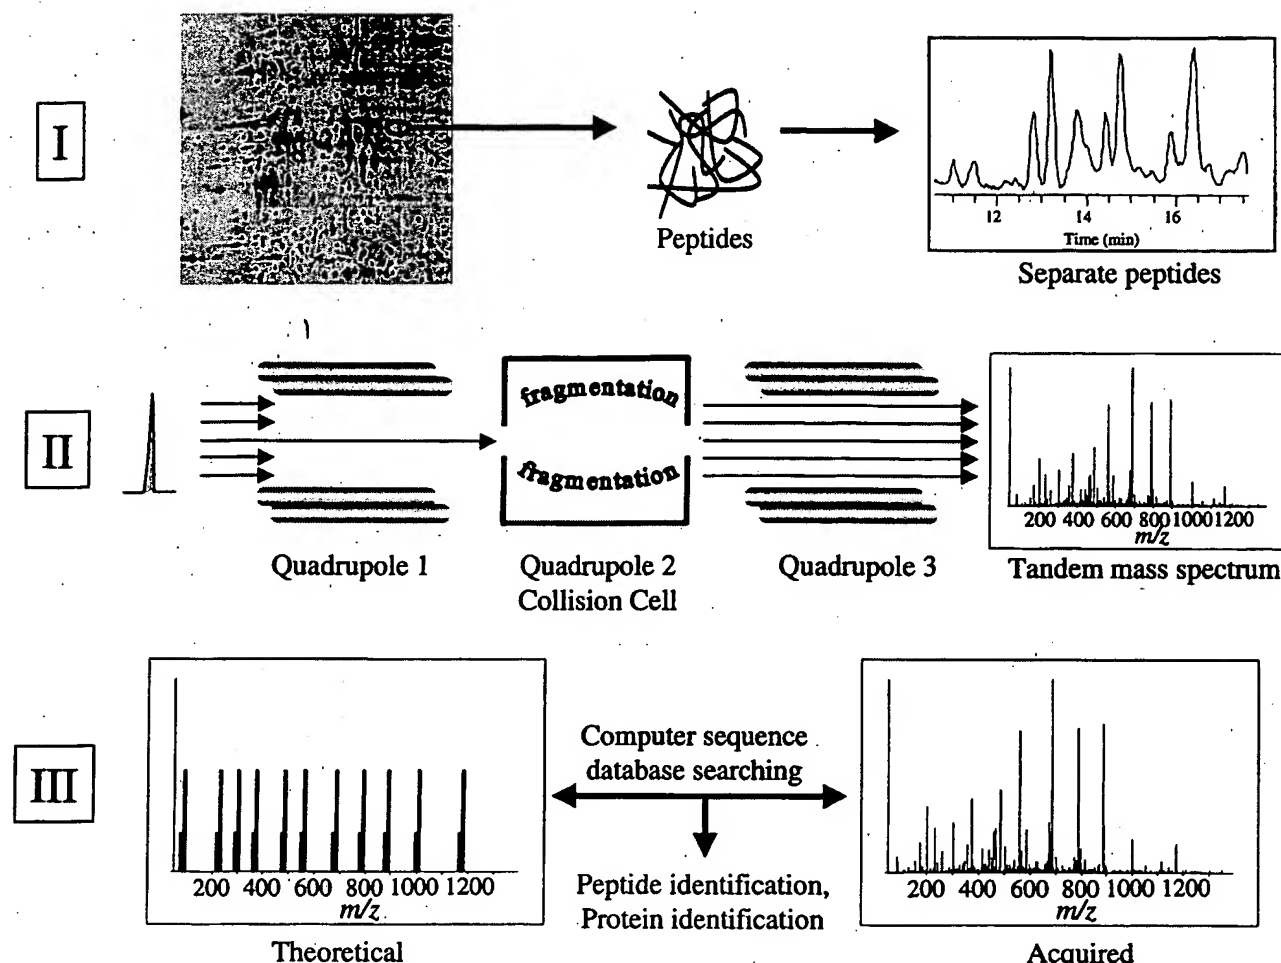 I
Peptides
12 14 16
Time (min)
Separate peptides
II
fragmentation
fragmentation
Quadrupole 1
Quadrupole 2
Collision Cell
Quadrupole 3
200 400 600 800 1000 1200
m/z
Tandem mass spectrum
III
200 400 600 800 1000 1200
m/z
Theoretical
Computer sequence
database searching
Peptide identification,
Protein identification
200 400 600 800 1000 1200
m/z
Acquired